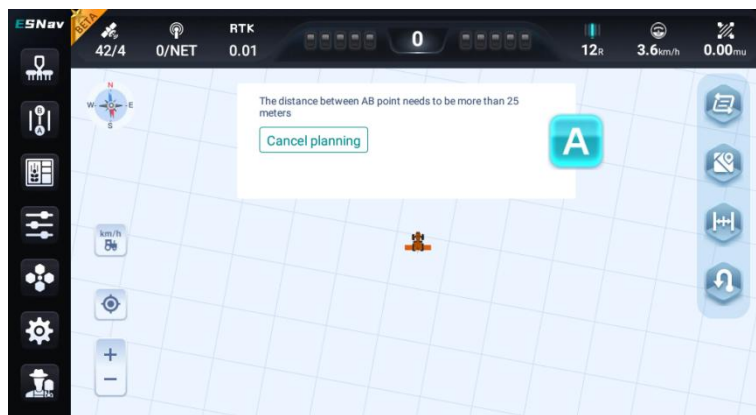 ESNav
BETA
42/4
0/NET
RTK
0.01
0
12R
3.6km/h
0.00mu
N
W
E
S
The distance between AB point needs to be more than 25
meters
Cancel planning
A
B
A
km/h
+
−